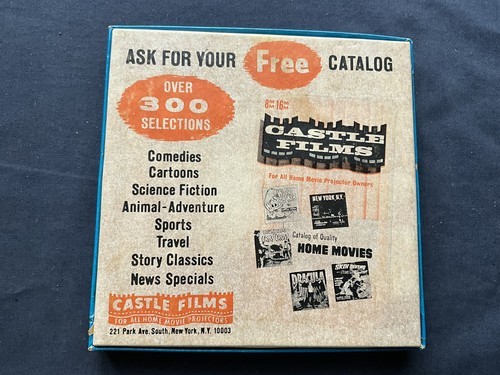 ASK FOR YOUR Free CATALOG
OVER
300
SELECTIONS
Comedies
Cartoons
Science Fiction
Animal-Adventure
Sports
Travel
Story Classics
News Specials
CASTLE FILMS
FOR ALL HOME MOVIE PROJECTORS
221 Park Ave. South, New York, N.Y. 10003
8MM 16MM
CASTLE
FILMS
For All Home Movie Projector Owners
NEW YORK, N.Y.
Catalog of Quality
HOME MOVIES
DRACULA